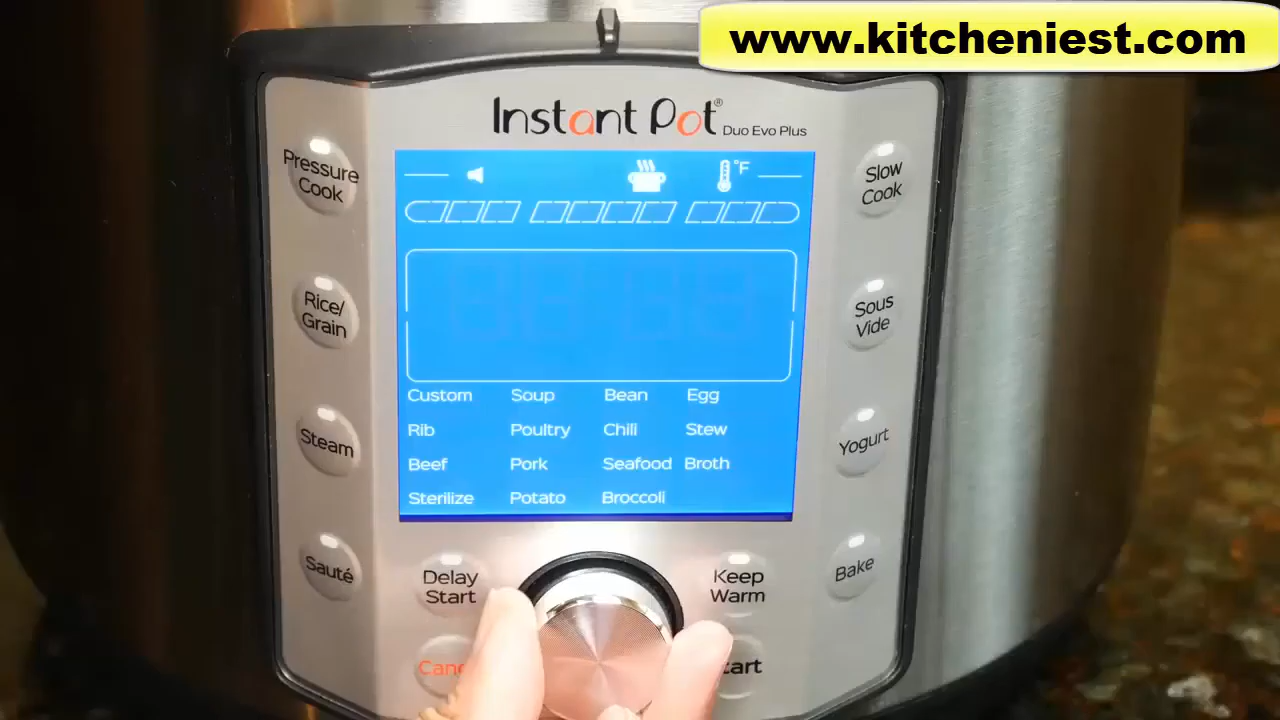 www.kitcheniest.com
Instant Pot®
Duo Evo Plus
Pressure
Cook
Slow
Cook
°F
Rice/
Grain
Sous
Vide
Custom Soup Bean Egg
Rib Poultry Chili Stew
Beef Pork Seafood Broth
Sterilize Potato Broccoli
Steam
Yogurt
Sauté
Bake
Delay
Start
Keep
Warm